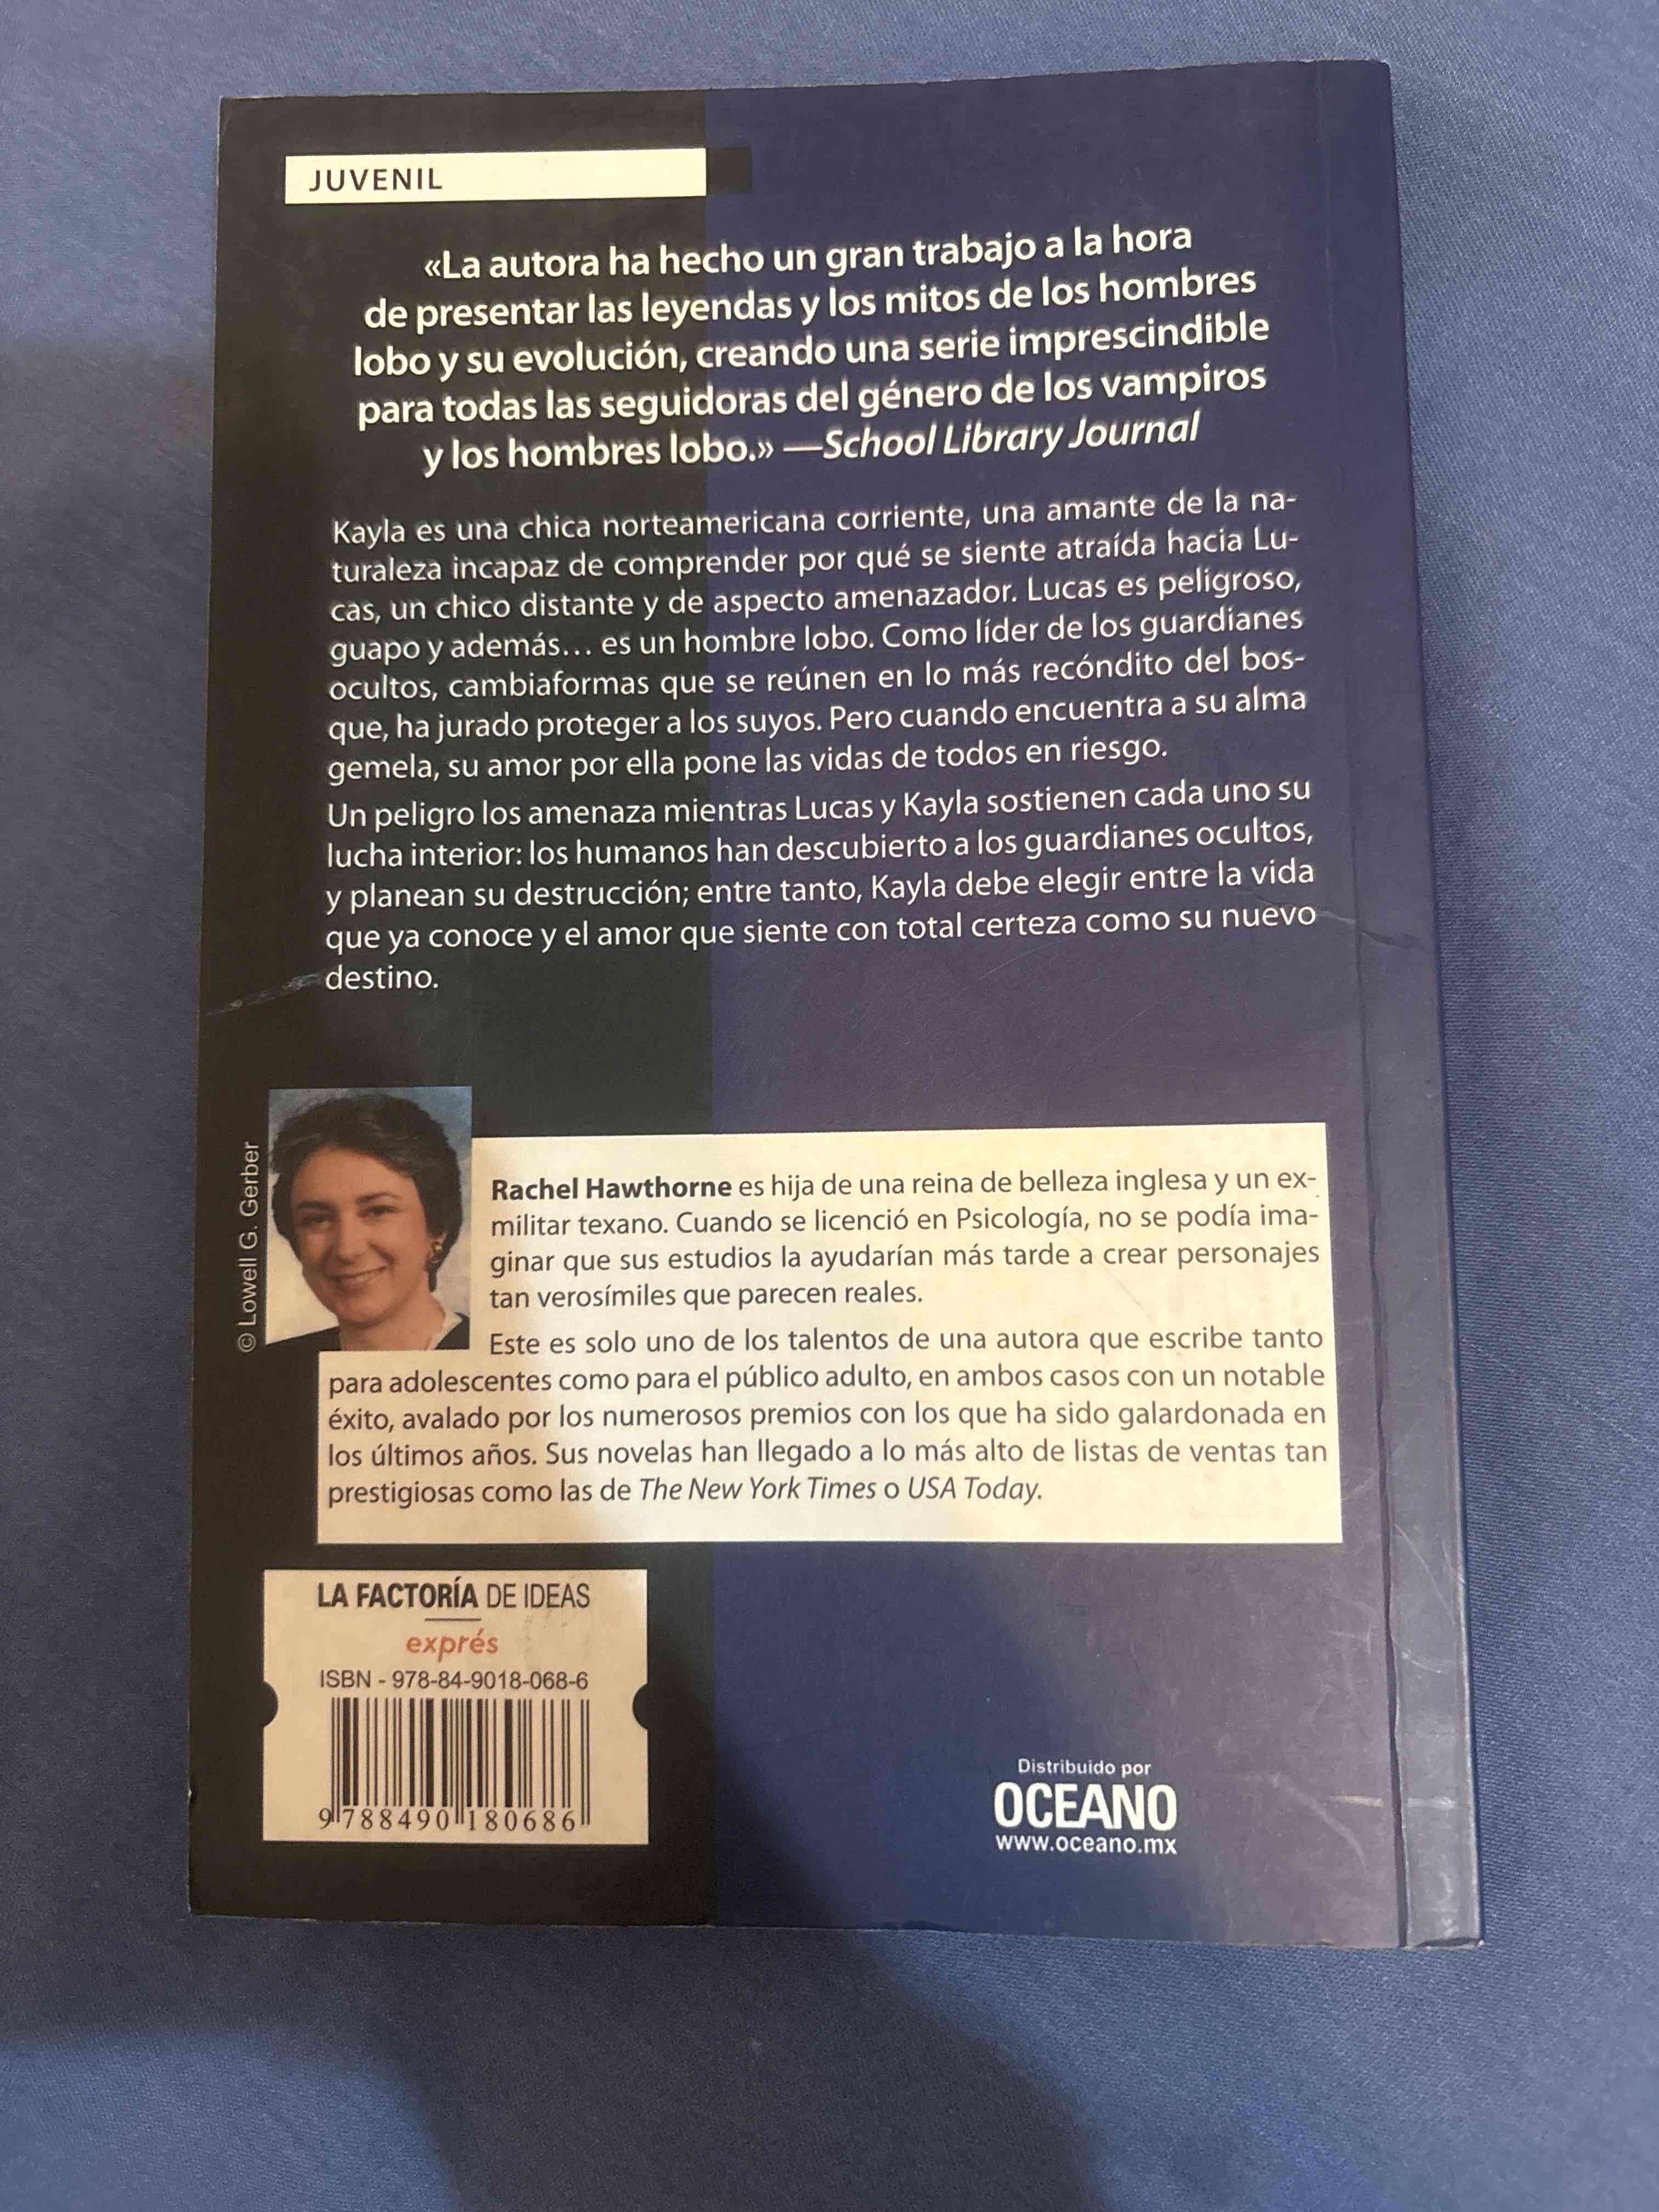 JUVENIL
«La autora ha hecho un gran trabajo a la hora
de presentar las leyendas y los mitos de los hombres
lobo y su evolución, creando una serie imprescindible
para todas las seguidoras del género de los vampiros
y los hombres lobo.» —School Library Journal
Kayla es una chica norteamericana corriente, una amante de la na-
turaleza incapaz de comprender por qué se siente atraída hacia Lu-
cas, un chico distante y de aspecto amenazador. Lucas es peligroso,
guapo y además… es un hombre lobo. Como líder de los guardianes
ocultos, cambiaformas que se reúnen en lo más recóndito del bos-
que, ha jurado proteger a los suyos. Pero cuando encuentra a su alma
gemela, su amor por ella pone las vidas de todos en riesgo.
Un peligro los amenaza mientras Lucas y Kayla sostienen cada uno su
lucha interior: los humanos han descubierto a los guardianes ocultos,
y planean su destrucción; entre tanto, Kayla debe elegir entre la vida
que ya conoce y el amor que siente con total certeza como su nuevo
destino.
© Lowell G. Gerber
Rachel Hawthorne es hija de una reina de belleza inglesa y un ex-
militar texano. Cuando se licenció en Psicología, no se podía ima-
ginar que sus estudios la ayudarían más tarde a crear personajes
tan verosímiles que parecen reales.
Este es solo uno de los talentos de una autora que escribe tanto
para adolescentes como para el público adulto, en ambos casos con un notable
éxito, avalado por los numerosos premios con los que ha sido galardonada en
los últimos años. Sus novelas han llegado a lo más alto de listas de ventas tan
prestigiosas como las de The New York Times o USA Today.
LA FACTORÍA DE IDEAS
exprés
ISBN - 978-84-9018-068-6
9 788490 180686
Distribuido por
OCEANO
www.oceano.mx